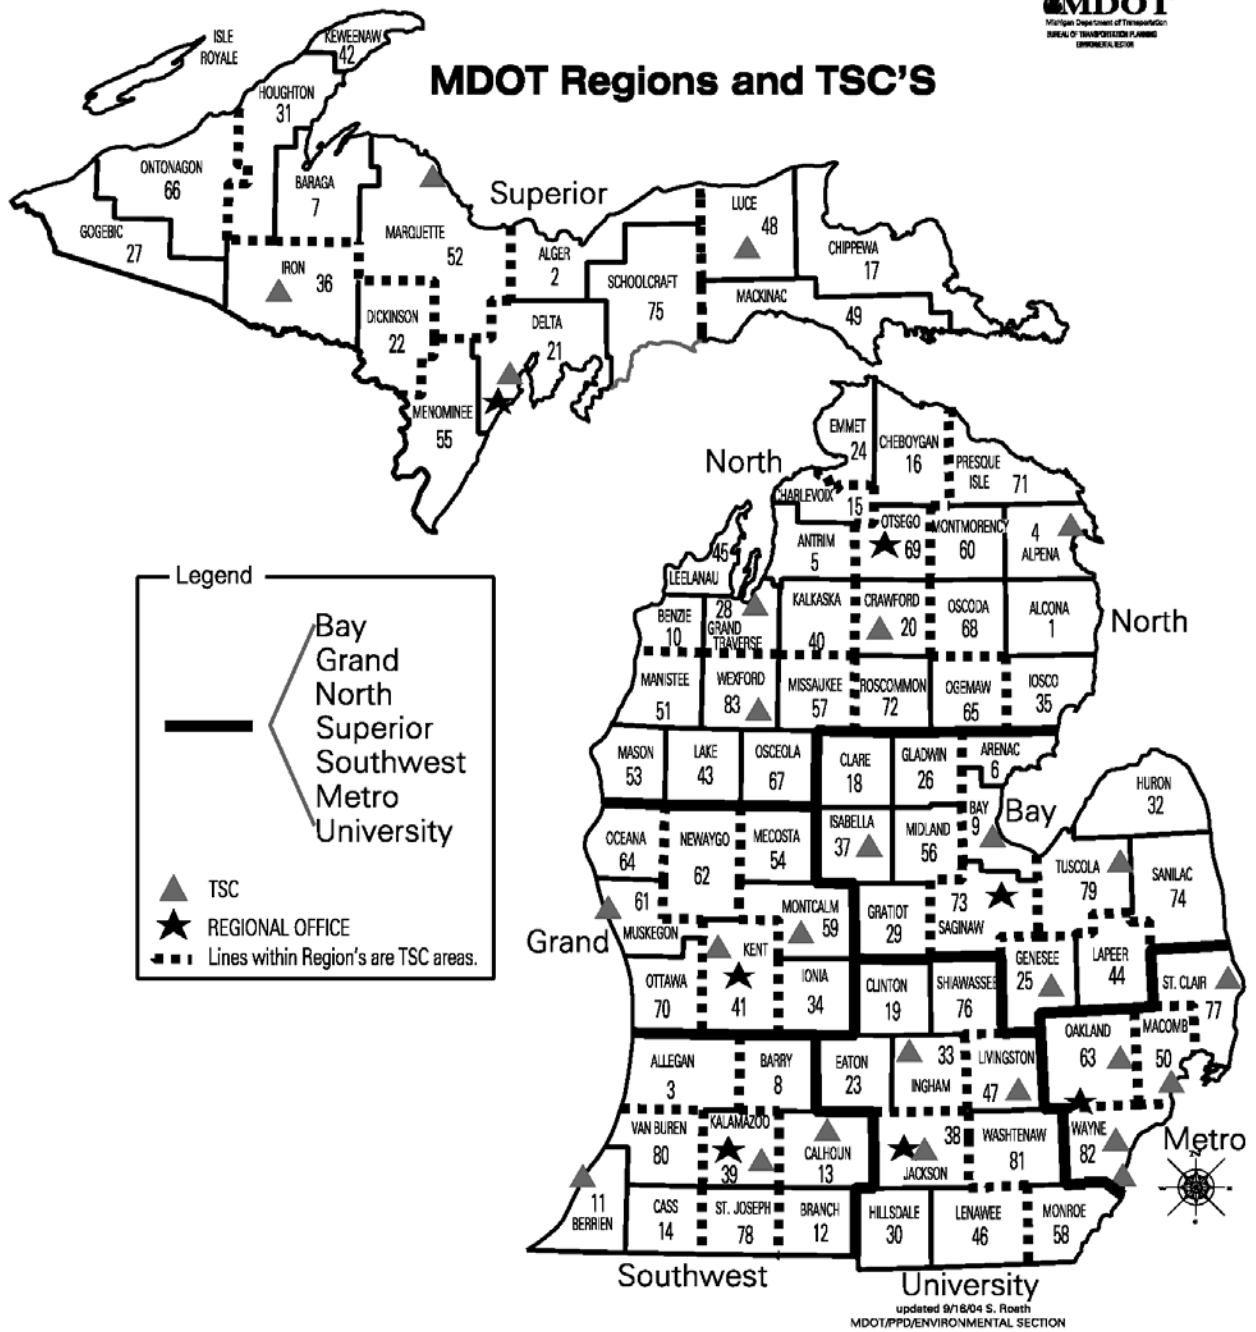 MDOT
Michigan Department of Transportation
BUREAU OF TRANSPORTATION PLANNING
ENVIRONMENTAL SECTION
MDOT Regions and TSC'S
ISLE
ROYALE
KEWEENAW
42
HOUGHTON
31
ONTONAGON
66
BARAGA
7
GOGEBIC
27
IRON
36
MARQUETTE
52
Superior
ALGER
2
LUCE
48
CHIPPEWA
17
SCHOOLCRAFT
75
MACKINAC
49
DICKINSON
22
DELTA
21
MENOMINEE
55
North
EMMET
24
CHEBOYGAN
16
PRESQUE
ISLE
71
CHARLEVOIX
15
OTSEGO
69
MONTMORENCY
60
4
ALPENA
ANTRIM
5
45
LEELANAU
BENZIE
10
28
GRAND
TRAVERSE
KALKASKA
40
CRAWFORD
20
OSCODA
68
ALCONA
1
North
MANISTEE
51
WEXFORD
83
MISSAUKEE
57
ROSCOMMON
72
OGEMAW
65
IOSCO
35
MASON
53
LAKE
43
OSCEOLA
67
CLARE
18
GLADWIN
26
ARENAC
6
HURON
32
OCEANA
64
NEWAYGO
62
MECOSTA
54
ISABELLA
37
MIDLAND
56
BAY
9
Bay
TUSCOLA
79
SANILAC
74
61
MUSKEGON
MONTCALM
59
GRATIOT
29
73
SAGINAW
Grand
OTTAWA
70
KENT
41
IONIA
34
CLINTON
19
SHIAWASSEE
76
GENESEE
25
LAPEER
44
ST. CLAIR
77
ALLEGAN
3
BARRY
8
EATON
23
33
INGHAM
LIVINGSTON
47
OAKLAND
63
MACOMB
50
VAN BUREN
80
KALAMAZOO
39
CALHOUN
13
38
JACKSON
WASHTENAW
81
WAYNE
82
Metro
11
BERRIEN
CASS
14
ST. JOSEPH
78
BRANCH
12
HILLSDALE
30
LENAWEE
46
MONROE
58
Southwest
University
updated 9/16/04 S. Roath
MDOT/PPD/ENVIRONMENTAL SECTION
Legend
Bay
Grand
North
Superior
Southwest
Metro
University
TSC
REGIONAL OFFICE
Lines within Region's are TSC areas.